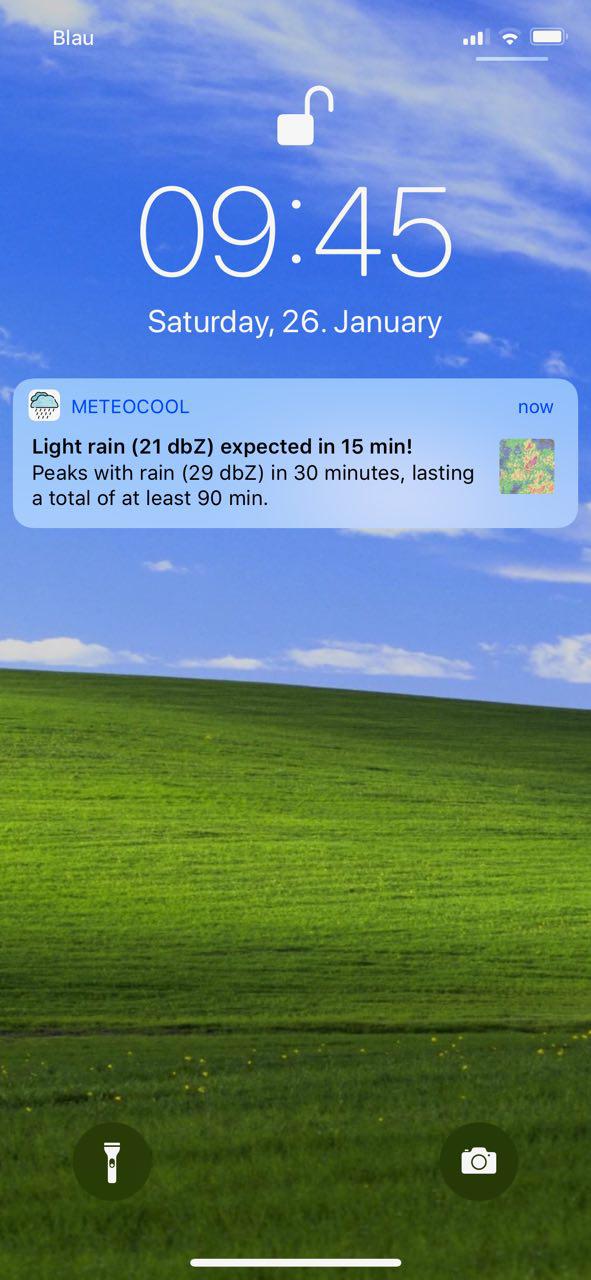 Blau
09:45
Saturday, 26. January
METEOCOOL
now
Light rain (21 dbZ) expected in 15 min!
Peaks with rain (29 dbZ) in 30 minutes, lasting
a total of at least 90 min.